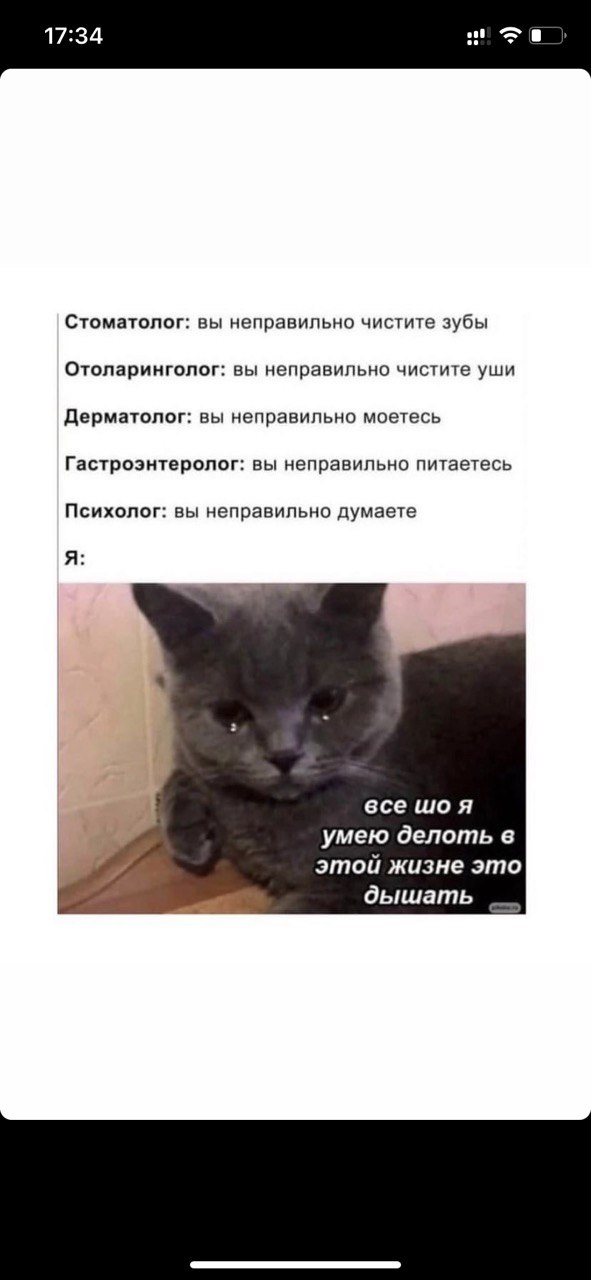 17:34
Стоматолог: вы неправильно чистите зубы
Отоларинголог: вы неправильно чистите уши
Дерматолог: вы неправильно моетесь
Гастроэнтеролог: вы неправильно питаетесь
Психолог: вы неправильно думаете
Я:
все шо я
умею делоть в
этой жизне это
дышать